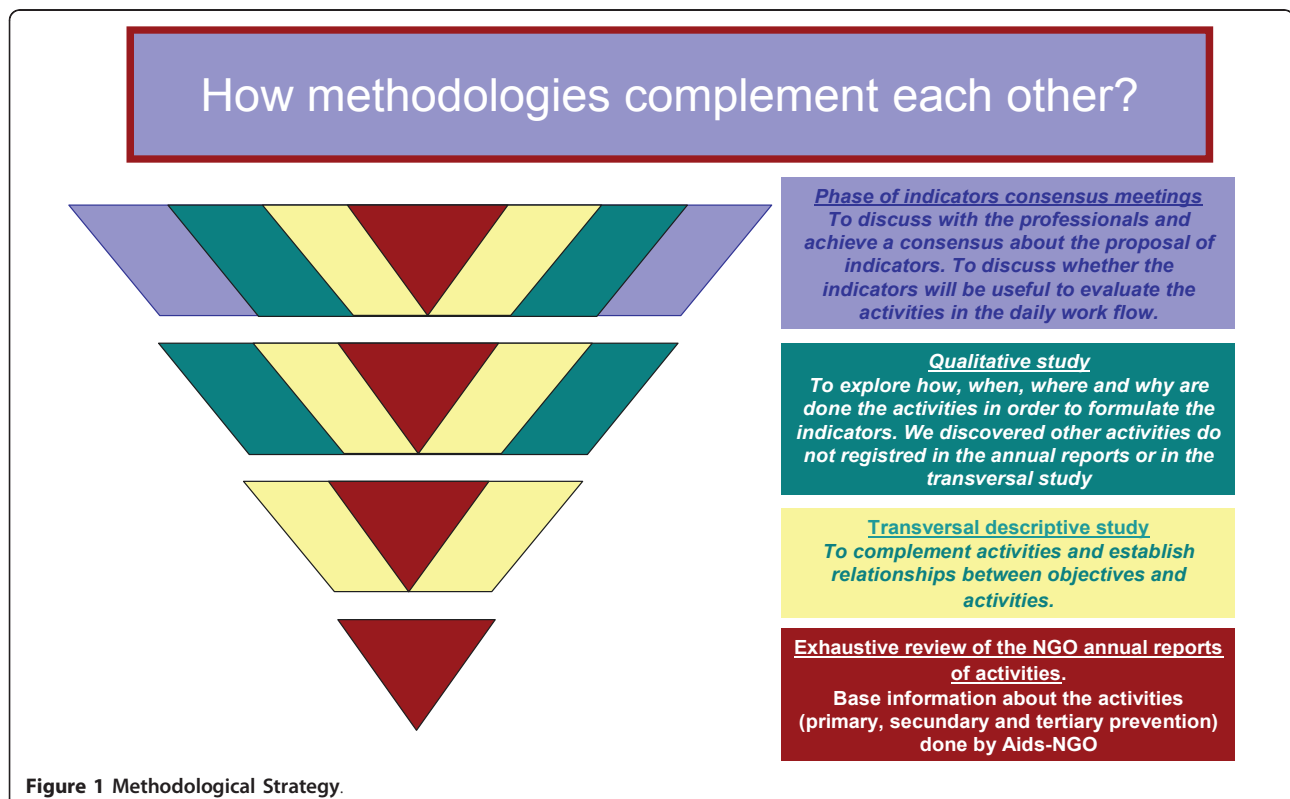 How methodologies complement each other?
Phase of indicators consensus meetings
To discuss with the professionals and
achieve a consensus about the proposal of
indicators. To discuss whether the
indicators will be useful to evaluate the
activities in the daily work flow.
Qualitative study
To explore how, when, where and why are
done the activities in order to formulate the
indicators. We discovered other activities do
not registred in the annual reports or in the
transversal study
Transversal descriptive study
To complement activities and establish
relationships between objectives and
activities.
Exhaustive review of the NGO annual reports
of activities.
Base information about the activities
(primary, secundary and tertiary prevention)
done by Aids-NGO
Figure 1 Methodological Strategy.